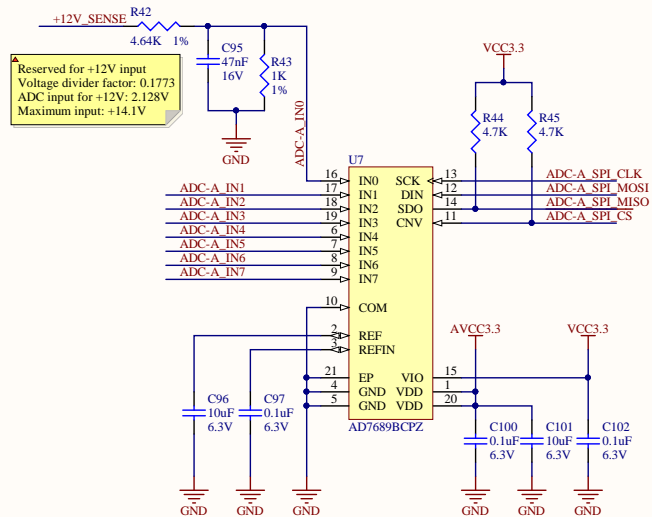 +12V_SENSE
R42
4.64K 1%
C95
47nF
16V
R43
1K
1%
Reserved for +12V input
Voltage divider factor: 0.1773
ADC input for +12V: 2.128V
Maximum input: +14.1V
GND
ADC-A_IN0
VCC3.3
R44
4.7K
R45
4.7K
U7
16 IN0 SCK 13 ADC-A_SPI_CLK
ADC-A_IN1 17 IN1 DIN 12 ADC-A_SPI_MOSI
ADC-A_IN2 18 IN2 SDO 14 ADC-A_SPI_MISO
ADC-A_IN3 19 IN3 CNV 11 ADC-A_SPI_CS
ADC-A_IN4 6 IN4
ADC-A_IN5 7 IN5
ADC-A_IN6 8 IN6
ADC-A_IN7 9 IN7
10 COM
2 REF
3 REFIN
AVCC3.3
VCC3.3
21 EP VIO 15
4 GND VDD 1
5 GND VDD 20
AD7689BCPZ
C96
10uF
6.3V
C97
0.1uF
6.3V
C100
0.1uF
6.3V
C101
10uF
6.3V
C102
0.1uF
6.3V
GND
GND
GND
GND
GND
GND